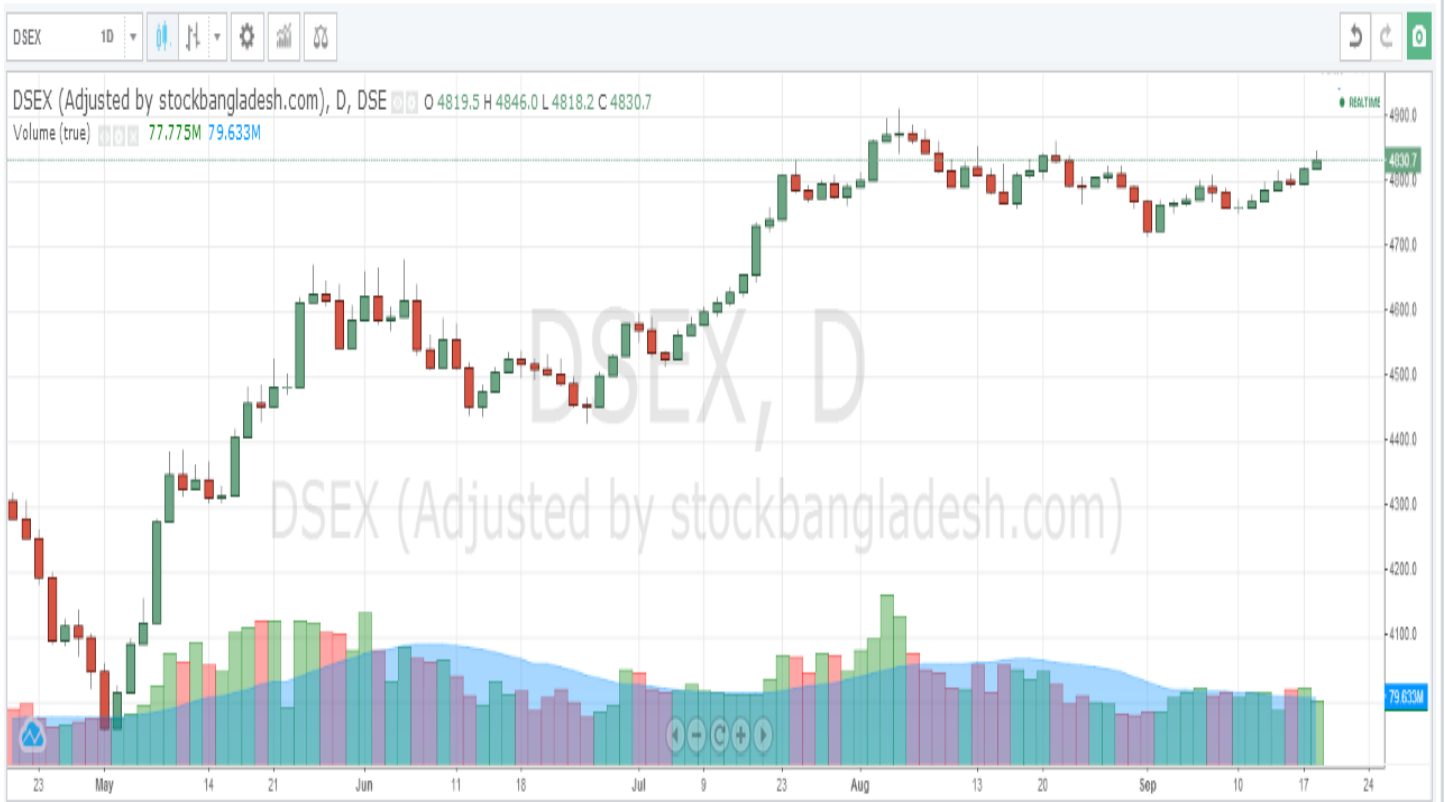 DSEX 1D
DSEX (Adjusted by stockbangladesh.com), D, DSE O 4819.5 H 4846.0 L 4818.2 C 4830.7
REALTIME
Volume (true) 77.775M 79.633M
4900.0
4830.7
4800.0
4700.0
4600.0
4500.0
4400.0
4300.0
4200.0
4100.0
79.633M
DSEX, D
DSEX (Adjusted by stockbangladesh.com)
23 May 14 21 Jun 11 18 Jul 9 23 Aug 13 20 Sep 10 17 24